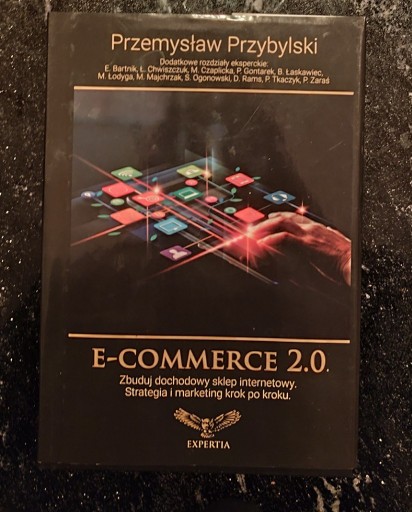 Przemysław Przybylski
Dodatkowe rozdziały eksperckie:
E. Bartnik, Ł. Chwiszczuk, M. Czaplicka, P. Gontarek, B. Łaskawiec,
M. Łodyga, M. Majchrzak, S. Ogonowski, D. Rams, P. Tkaczyk, P. Zaraś
E-COMMERCE 2.0.
Zbuduj dochodowy sklep internetowy.
Strategia i marketing krok po kroku.
EXPERTIA